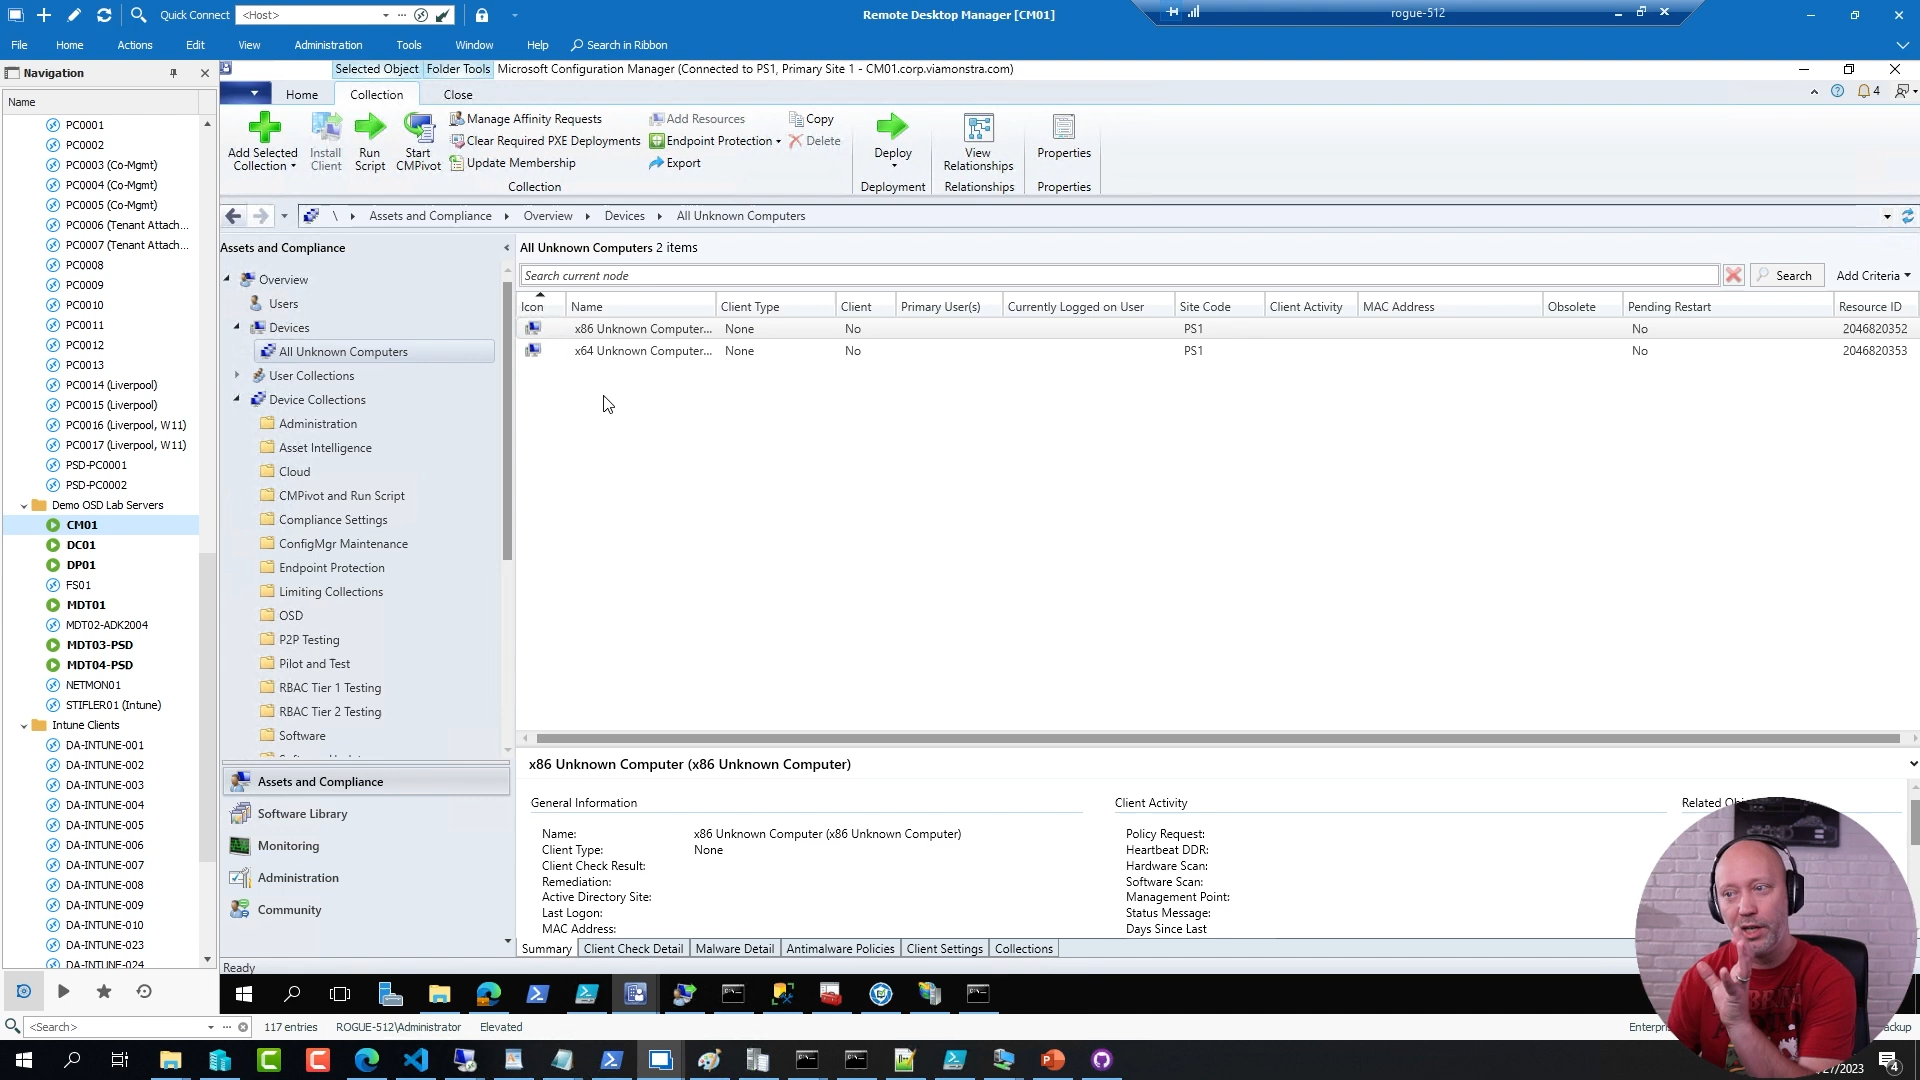 Quick Connect
<Host>
Remote Desktop Manager [CM01]
rogue-512
File
Home
Actions
Edit
View
Administration
Tools
Window
Help
Search in Ribbon
Navigation
Name
PC0001
PC0002
PC0003 (Co-Mgmt)
PC0004 (Co-Mgmt)
PC0005 (Co-Mgmt)
PC0006 (Tenant Attach...
PC0007 (Tenant Attach...
PC0008
PC0009
PC0010
PC0011
PC0012
PC0013
PC0014 (Liverpool)
PC0015 (Liverpool)
PC0016 (Liverpool, W11)
PC0017 (Liverpool, W11)
PSD-PC0001
PSD-PC0002
Demo OSD Lab Servers
CM01
DC01
DP01
FS01
MDT01
MDT02-ADK2004
MDT03-PSD
MDT04-PSD
NETMON01
STIFLER01 (Intune)
Intune Clients
DA-INTUNE-001
DA-INTUNE-002
DA-INTUNE-003
DA-INTUNE-004
DA-INTUNE-005
DA-INTUNE-006
DA-INTUNE-007
DA-INTUNE-008
DA-INTUNE-009
DA-INTUNE-010
DA-INTUNE-023
DA-INTUNE-024
Selected Object
Folder Tools
Microsoft Configuration Manager (Connected to PS1, Primary Site 1 - CM01.corp.viamonstra.com)
Home
Collection
Close
4
Add Selected
Collection
Install
Client
Run
Script
Start
CMPivot
Manage Affinity Requests
Clear Required PXE Deployments
Update Membership
Add Resources
Endpoint Protection
Export
Copy
Delete
Collection
Deploy
Deployment
View
Relationships
Relationships
Properties
Properties
\
Assets and Compliance
Overview
Devices
All Unknown Computers
Assets and Compliance
Overview
Users
Devices
All Unknown Computers
User Collections
Device Collections
Administration
Asset Intelligence
Cloud
CMPivot and Run Script
Compliance Settings
ConfigMgr Maintenance
Endpoint Protection
Limiting Collections
OSD
P2P Testing
Pilot and Test
RBAC Tier 1 Testing
RBAC Tier 2 Testing
Software
Assets and Compliance
Software Library
Monitoring
Administration
Community
Ready
All Unknown Computers 2 items
Search current node
Search
Add Criteria
Icon Name Client Type Client Primary User(s) Currently Logged on User Site Code Client Activity MAC Address Obsolete Pending Restart Resource ID
x86 Unknown Computer... None No PS1 No 2046820352
x64 Unknown Computer... None No PS1 No 2046820353
x86 Unknown Computer (x86 Unknown Computer)
General Information
Name: x86 Unknown Computer (x86 Unknown Computer)
Client Type: None
Client Check Result:
Remediation:
Active Directory Site:
Last Logon:
MAC Address:
Client Activity
Policy Request:
Heartbeat DDR:
Hardware Scan:
Software Scan:
Management Point:
Status Message:
Days Since Last
Related
Summary
Client Check Detail
Malware Detail
Antimalware Policies
Client Settings
Collections
<Search>
117 entries
ROGUE-512\Administrator
Elevated
/27/2023
4